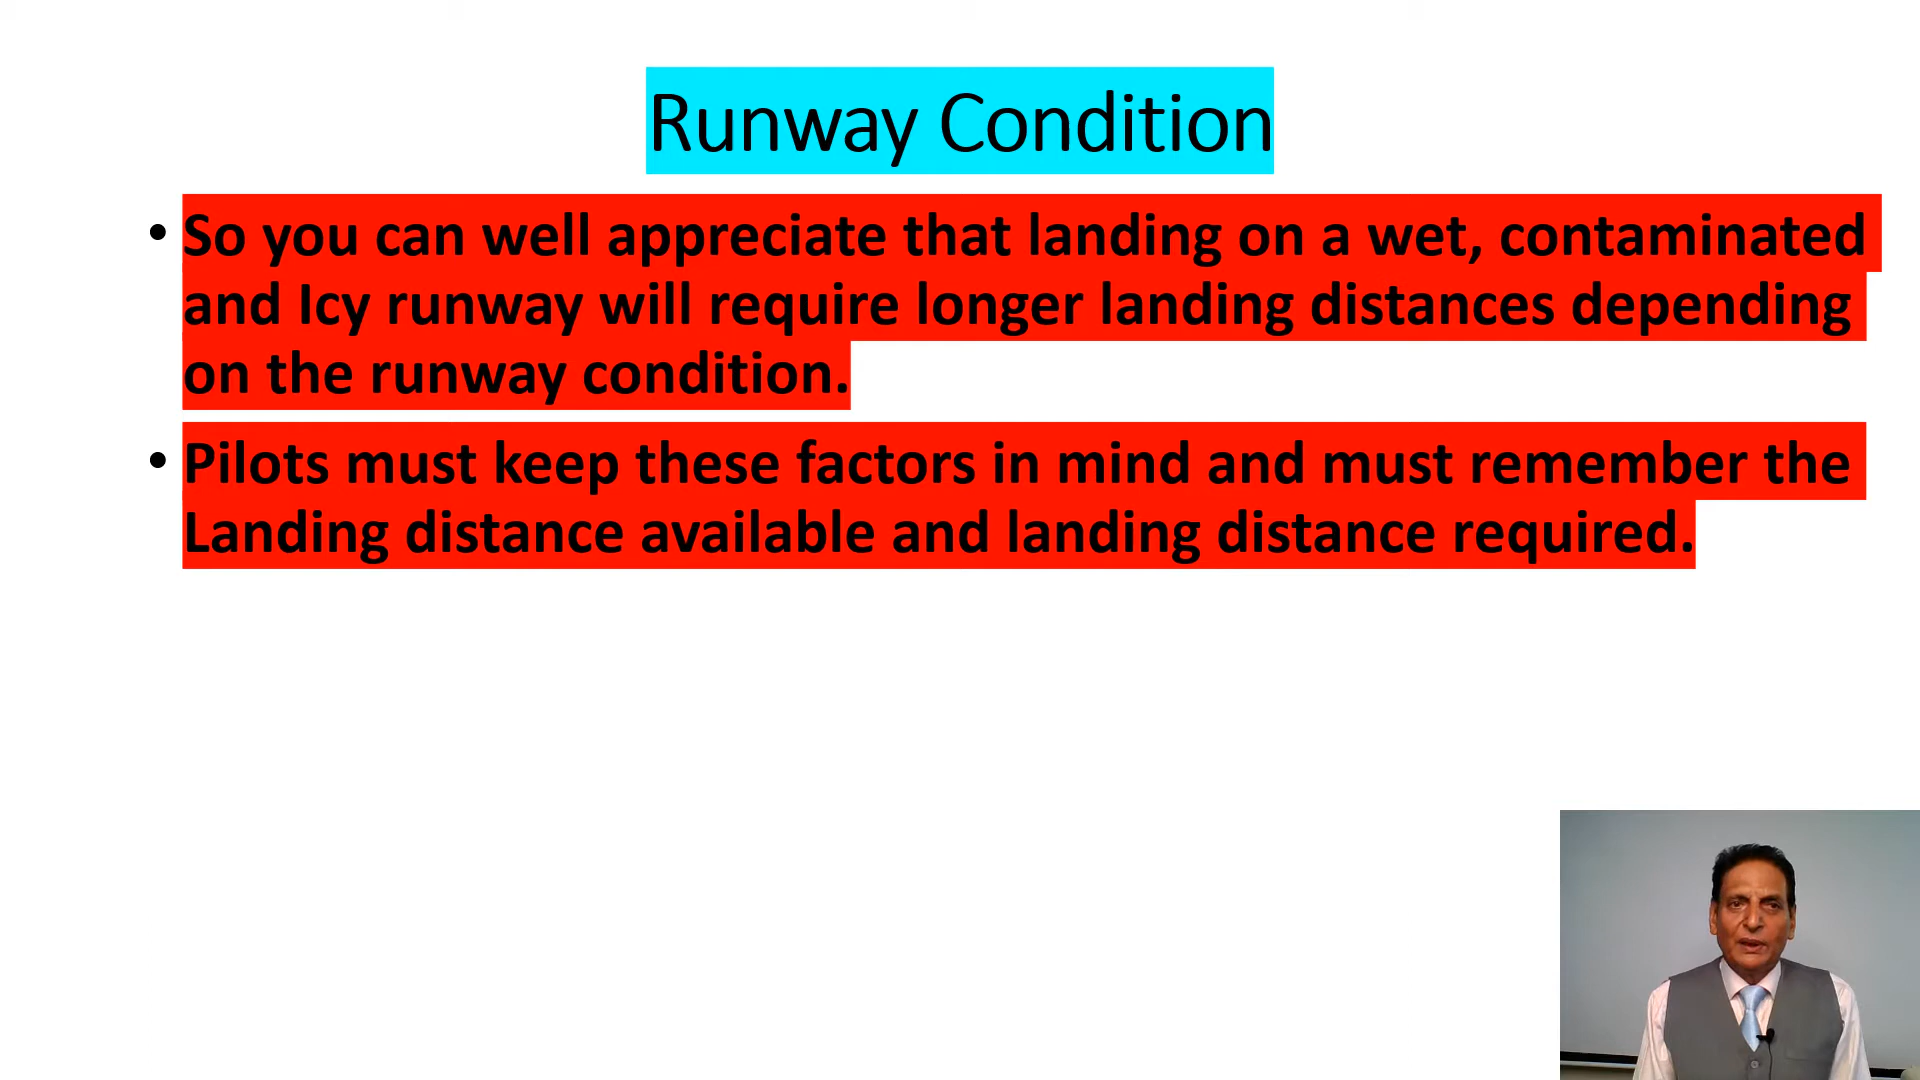 Runway Condition
• So you can well appreciate that landing on a wet, contaminated
and Icy runway will require longer landing distances depending
on the runway condition.
• Pilots must keep these factors in mind and must remember the
Landing distance available and landing distance required.